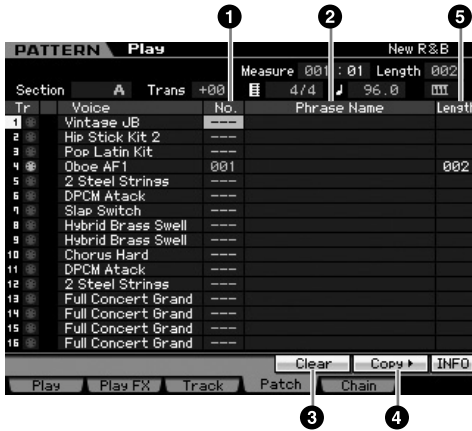 1 2 5
PATTERN Play New R&B
Measure 001 : 01 Length 002
Section A Trans +00 4/4 ♩ 96.0
Tr Voice No. Phrase Name Length
1 Vintage JB ---
2 Hip Stick Kit 2 ---
3 Pop Latin Kit ---
4 Oboe AF1 001 002
5 2 Steel Strings ---
6 DPCM Atack ---
7 Slap Switch ---
8 Hybrid Brass Swell ---
9 Hybrid Brass Swell ---
10 Chorus Hard ---
11 DPCM Atack ---
12 2 Steel Strings ---
13 Full Concert Grand ---
14 Full Concert Grand ---
15 Full Concert Grand ---
16 Full Concert Grand ---
Clear Copy INFO
Play Play FX Track Patch Chain
3 4